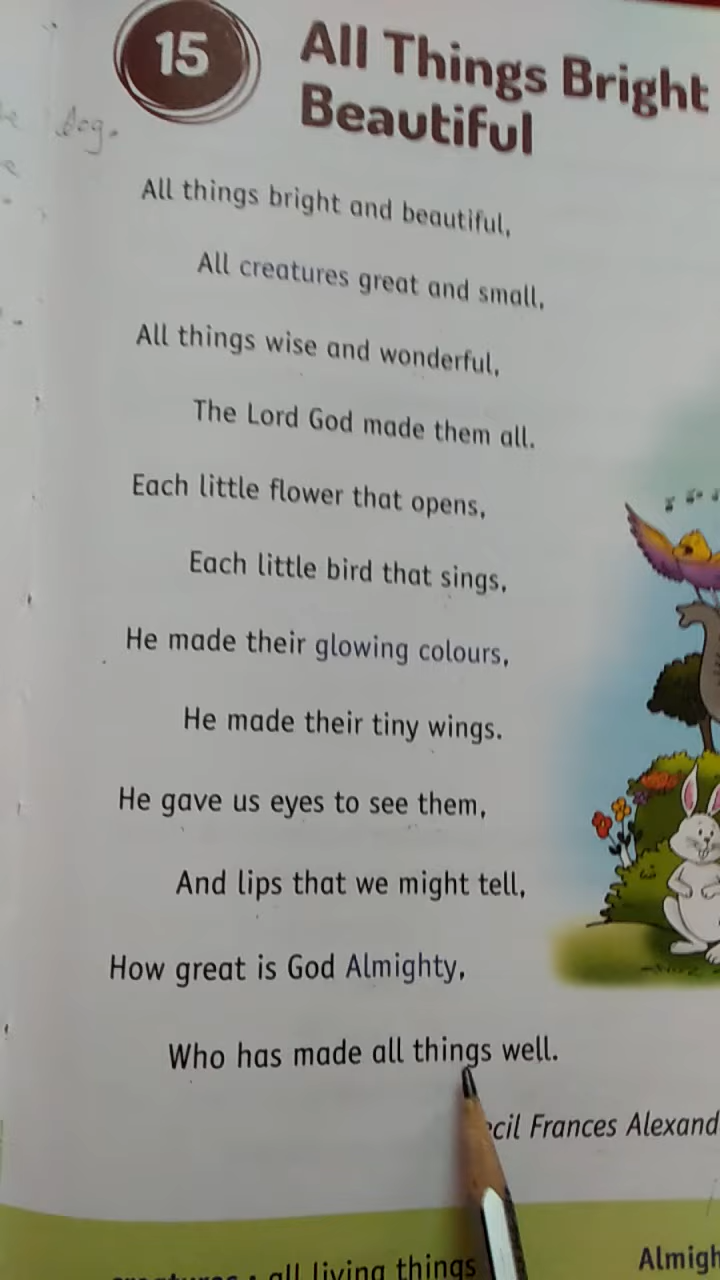 15
All Things Bright
Beautiful
dog.
All things bright and beautiful,
All creatures great and small,
All things wise and wonderful,
The Lord God made them all.
Each little flower that opens,
Each little bird that sings,
He made their glowing colours,
He made their tiny wings.
He gave us eyes to see them,
And lips that we might tell,
How great is God Almighty,
Who has made all things well.
Frances
creatures : all living things